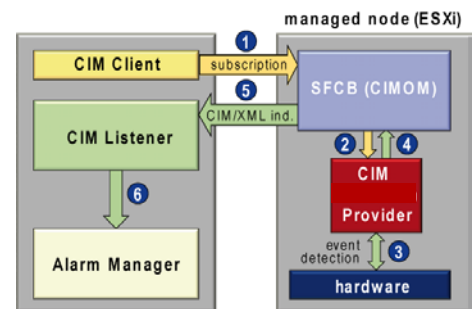 managed node (ESXi)
1
CIM Client
subscription
SFCB (CIMOM)
5
CIM/XML ind.
CIM Listener
2
4
CIM
Provider
6
event
detection
3
Alarm Manager
hardware